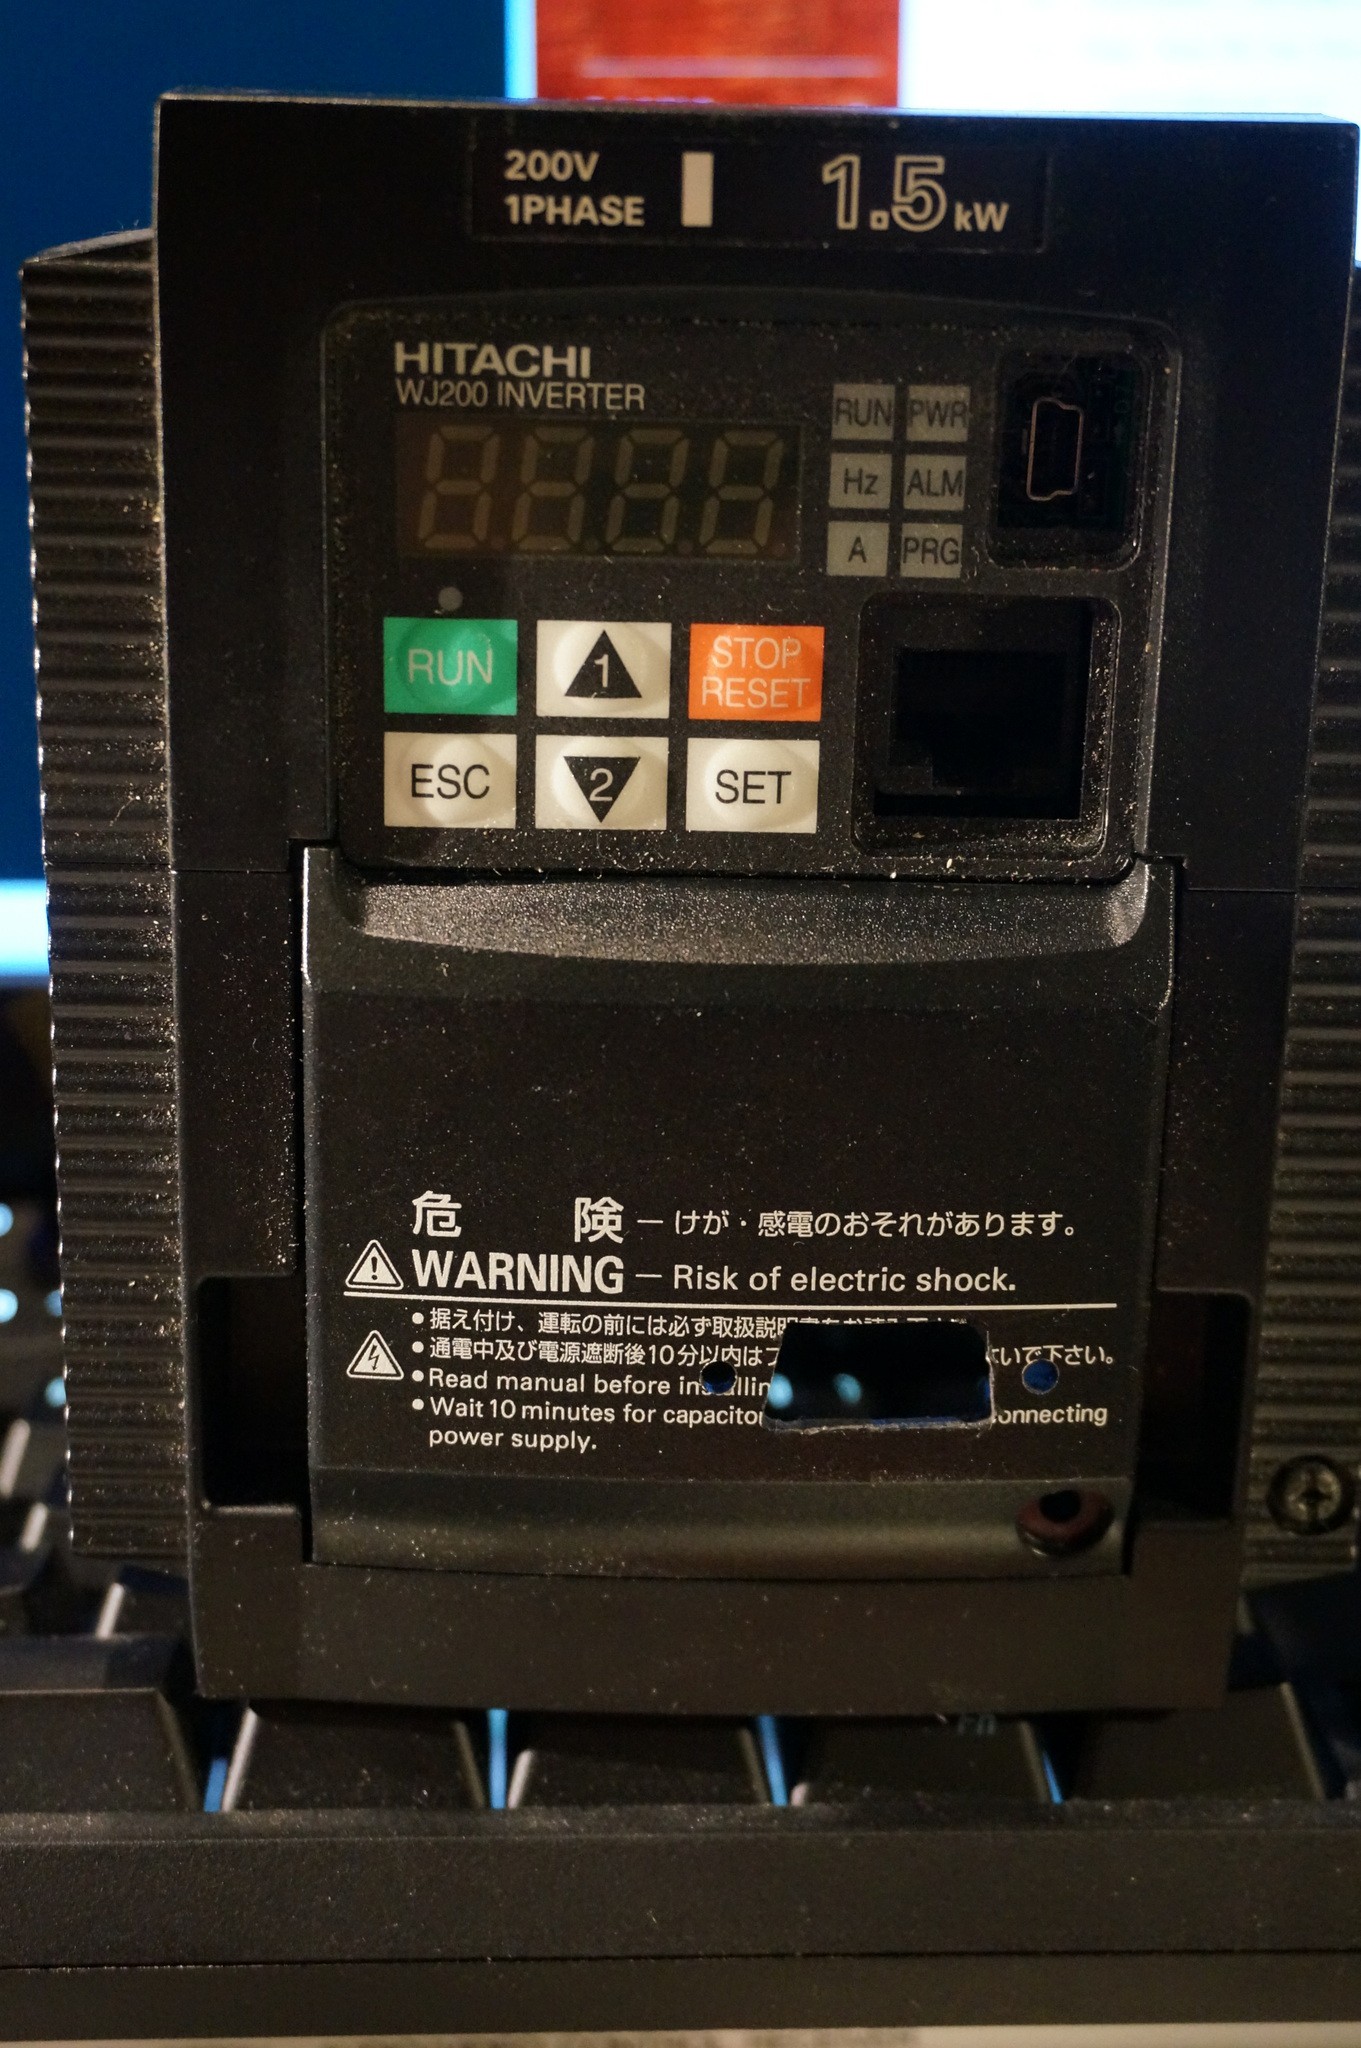 200V
1PHASE
1.5 kW
HITACHI
WJ200 INVERTER
RUN PWR
Hz ALM
A PRG
RUN 1 STOP RESET
ESC 2 SET
危 険 — けが・感電のおそれがあります。
WARNING — Risk of electric shock.
• 据え付け、運転の前には必ず取扱説
• 通電中及び電源遮断後10分以内は ないで下さい。
• Read manual before
• Wait 10 minutes for connecting
power supply.